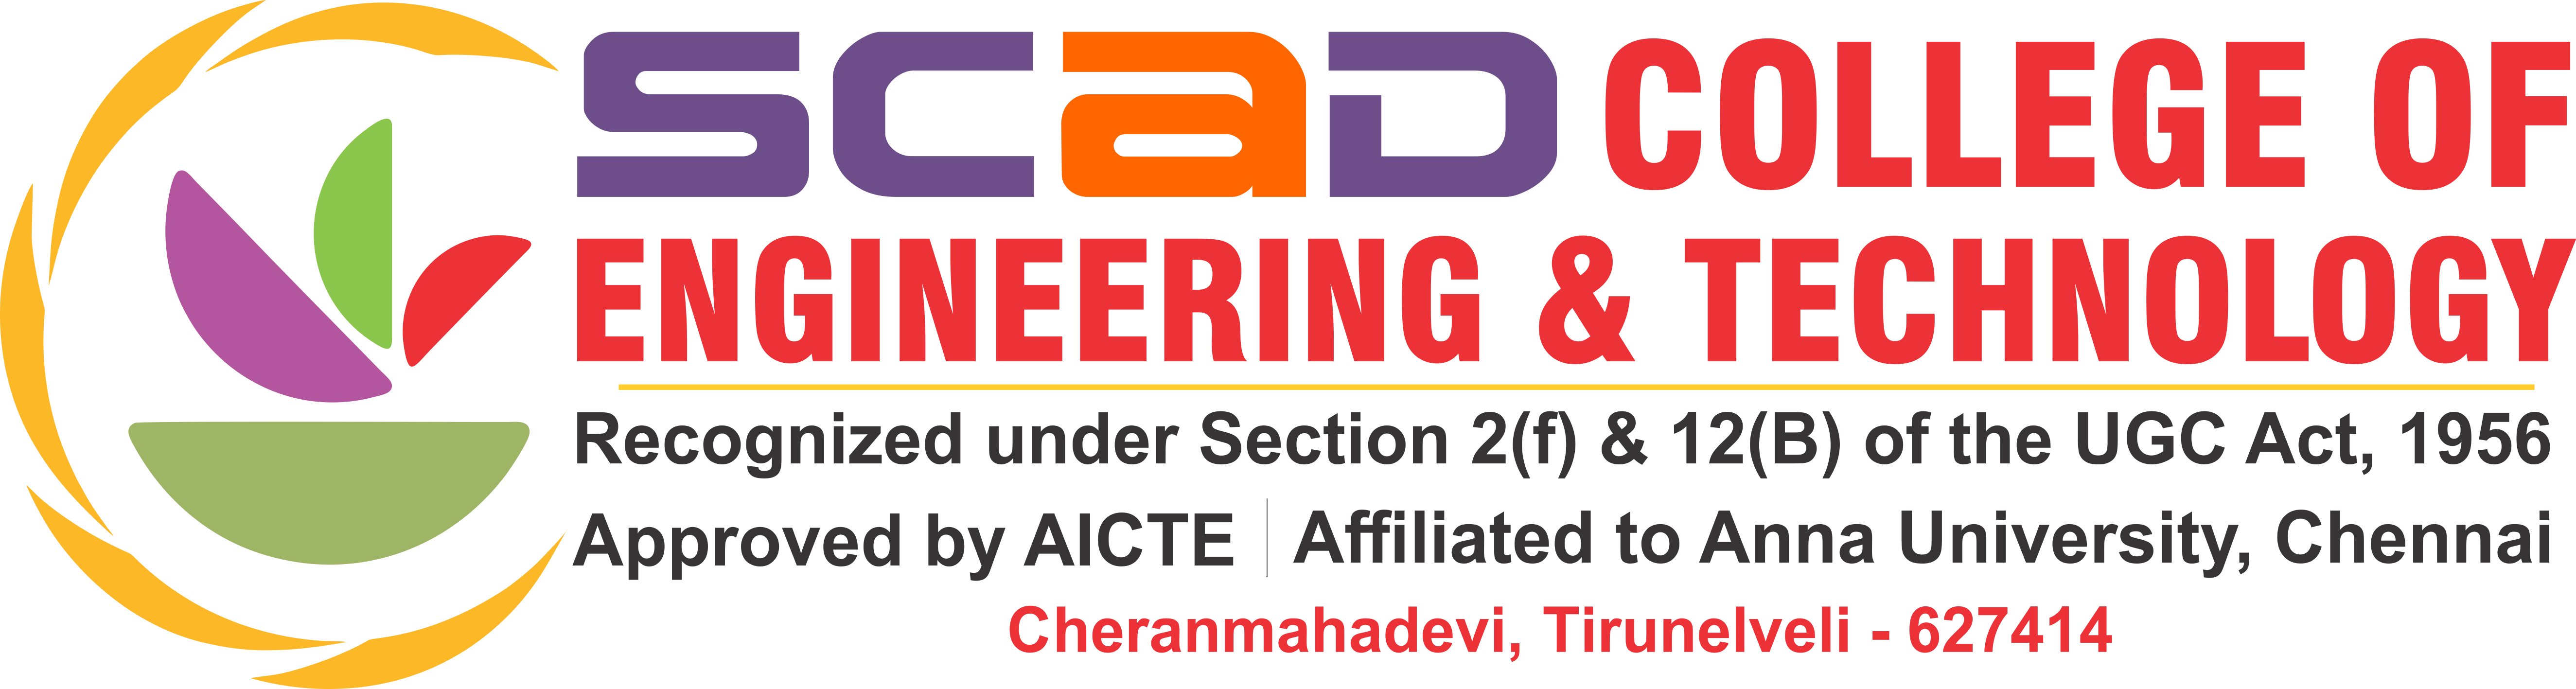 SCaD COLLEGE OF
ENGINEERING & TECHNOLOGY
Recognized under Section 2(f) & 12(B) of the UGC Act, 1956
Approved by AICTE | Affiliated to Anna University, Chennai
Cheranmahadevi, Tirunelveli - 627414